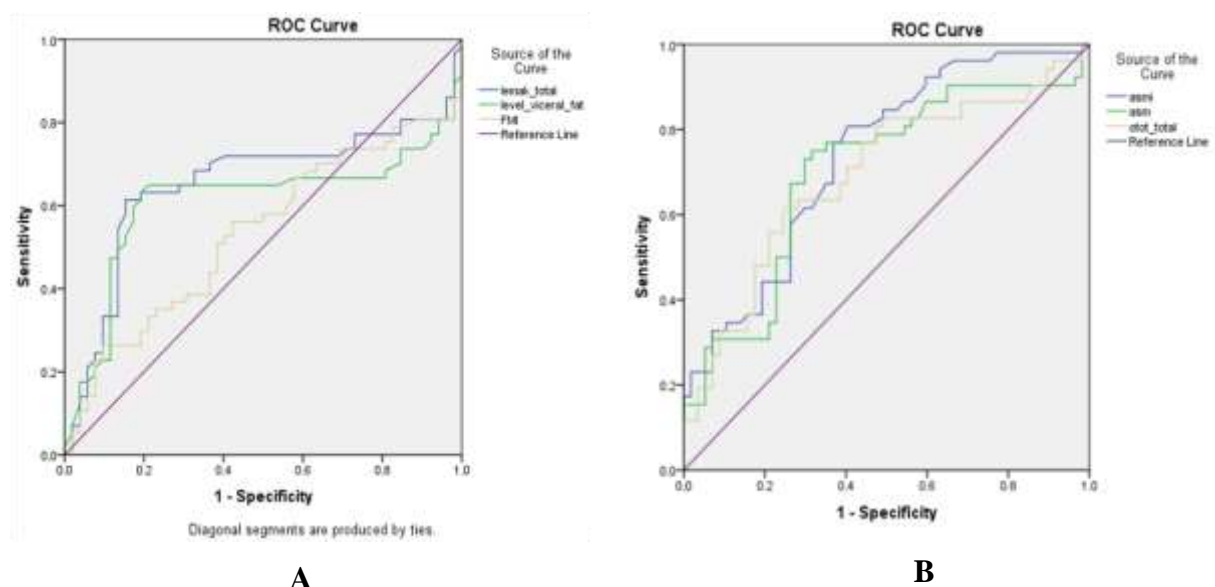 ROC Curve
Source of the
Curve
lemak_total
level_viceral_fat
FMI
Reference Line
Sensitivity
1.0
0.8
0.6
0.4
0.2
0.0
0.0 0.2 0.4 0.6 0.8 1.0
1 - Specificity
Diagonal segments are produced by ties.
A
ROC Curve
Source of the
Curve
asmi
asm
otot_total
Reference Line
Sensitivity
1.0
0.8
0.6
0.4
0.2
0.0
0.0 0.2 0.4 0.6 0.8 1.0
1 - Specificity
B